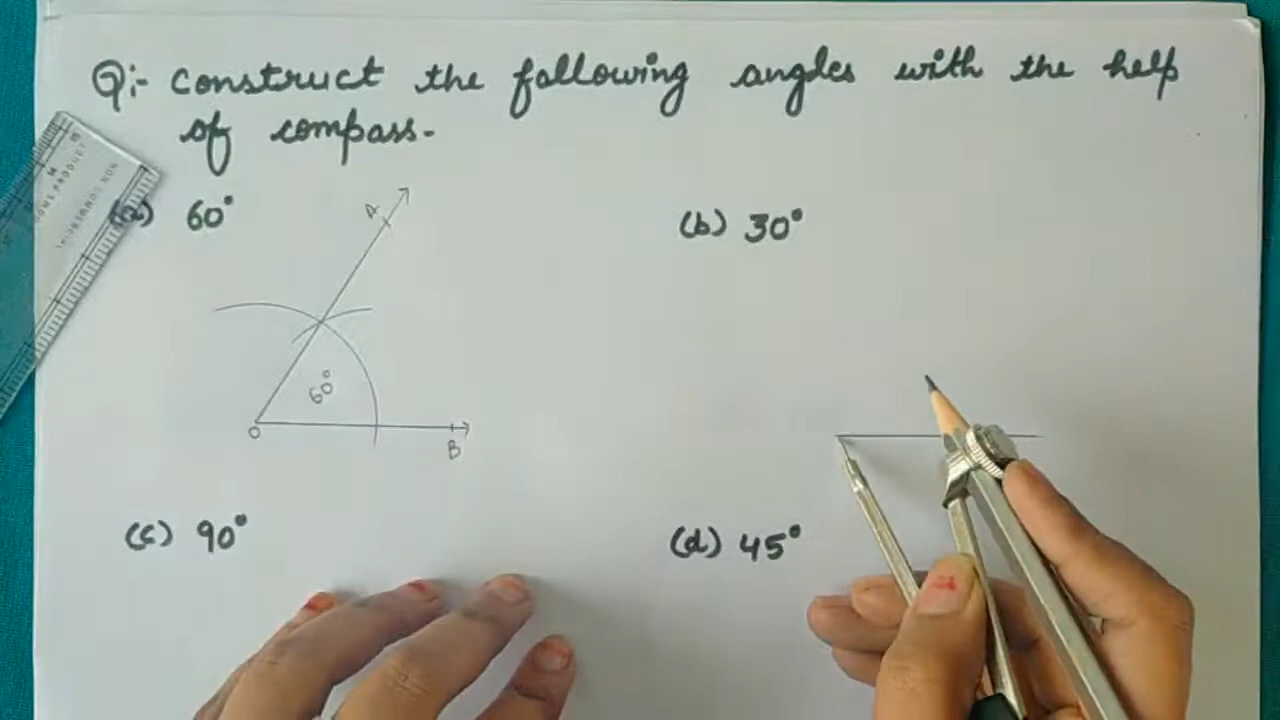 Q:- Construct the following angles with the help
of compass.
(a) 60°
(b) 30°
A
60°
O
B
(c) 90°
(d) 45°